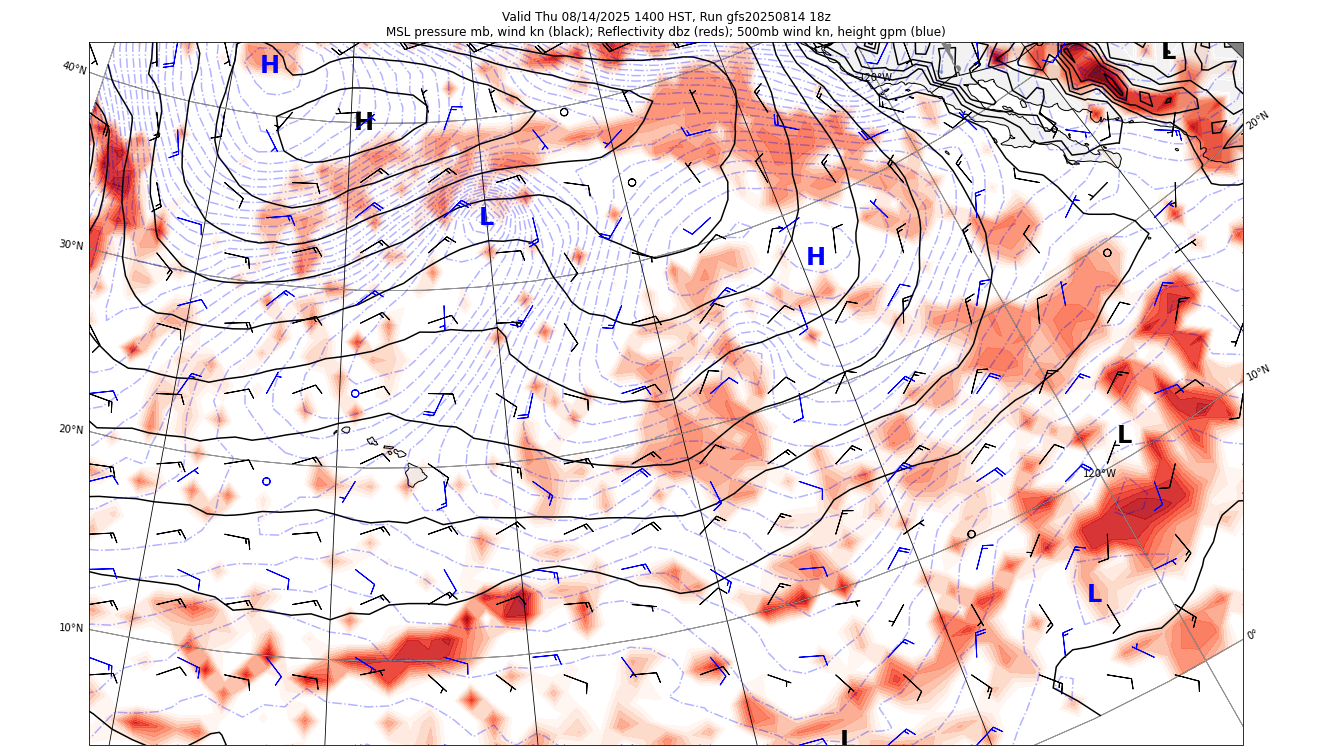 Valid Thu 08/14/2025 1400 HST, Run gfs20250814 18z
MSL pressure mb, wind kn (black); Reflectivity dbz (reds); 500mb wind kn, height gpm (blue)
H
L
40°N
120°W
H
20°N
L
30°N
H
10°N
20°N
L
120°W
L
10°N
0°
L